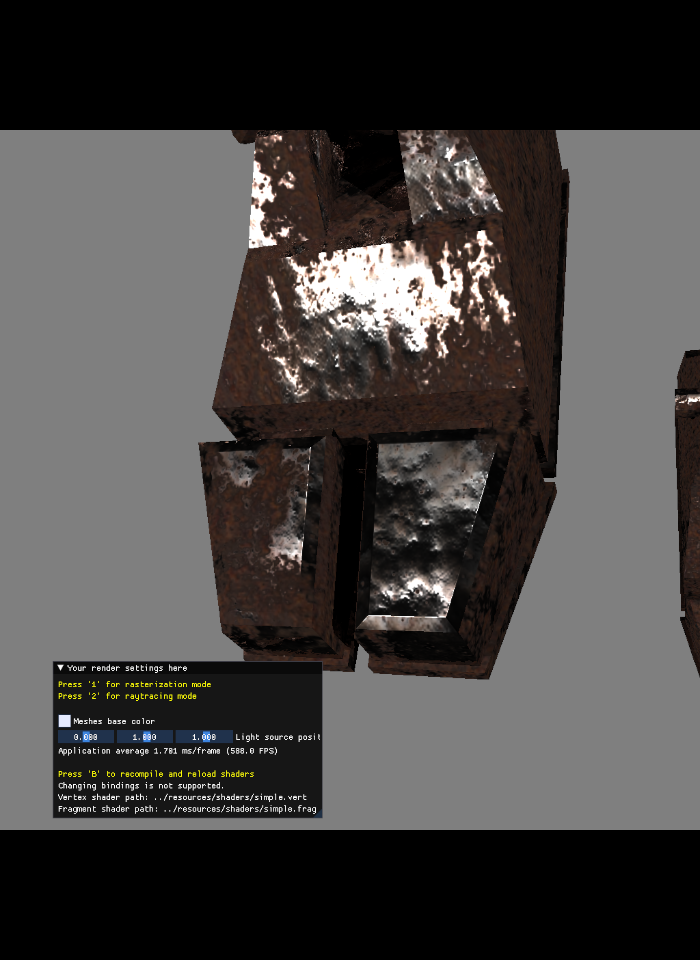 Your render settings here
Press '1' for rasterization mode
Press '2' for raytracing mode
Meshes base color
0.000 1.000 1.000 Light source posit
Application average 1.701 ms/frame (588.0 FPS)
Press 'B' to recompile and reload shaders
Changing bindings is not supported.
Vertex shader path: ../resources/shaders/simple.vert
Fragment shader path: ../resources/shaders/simple.frag